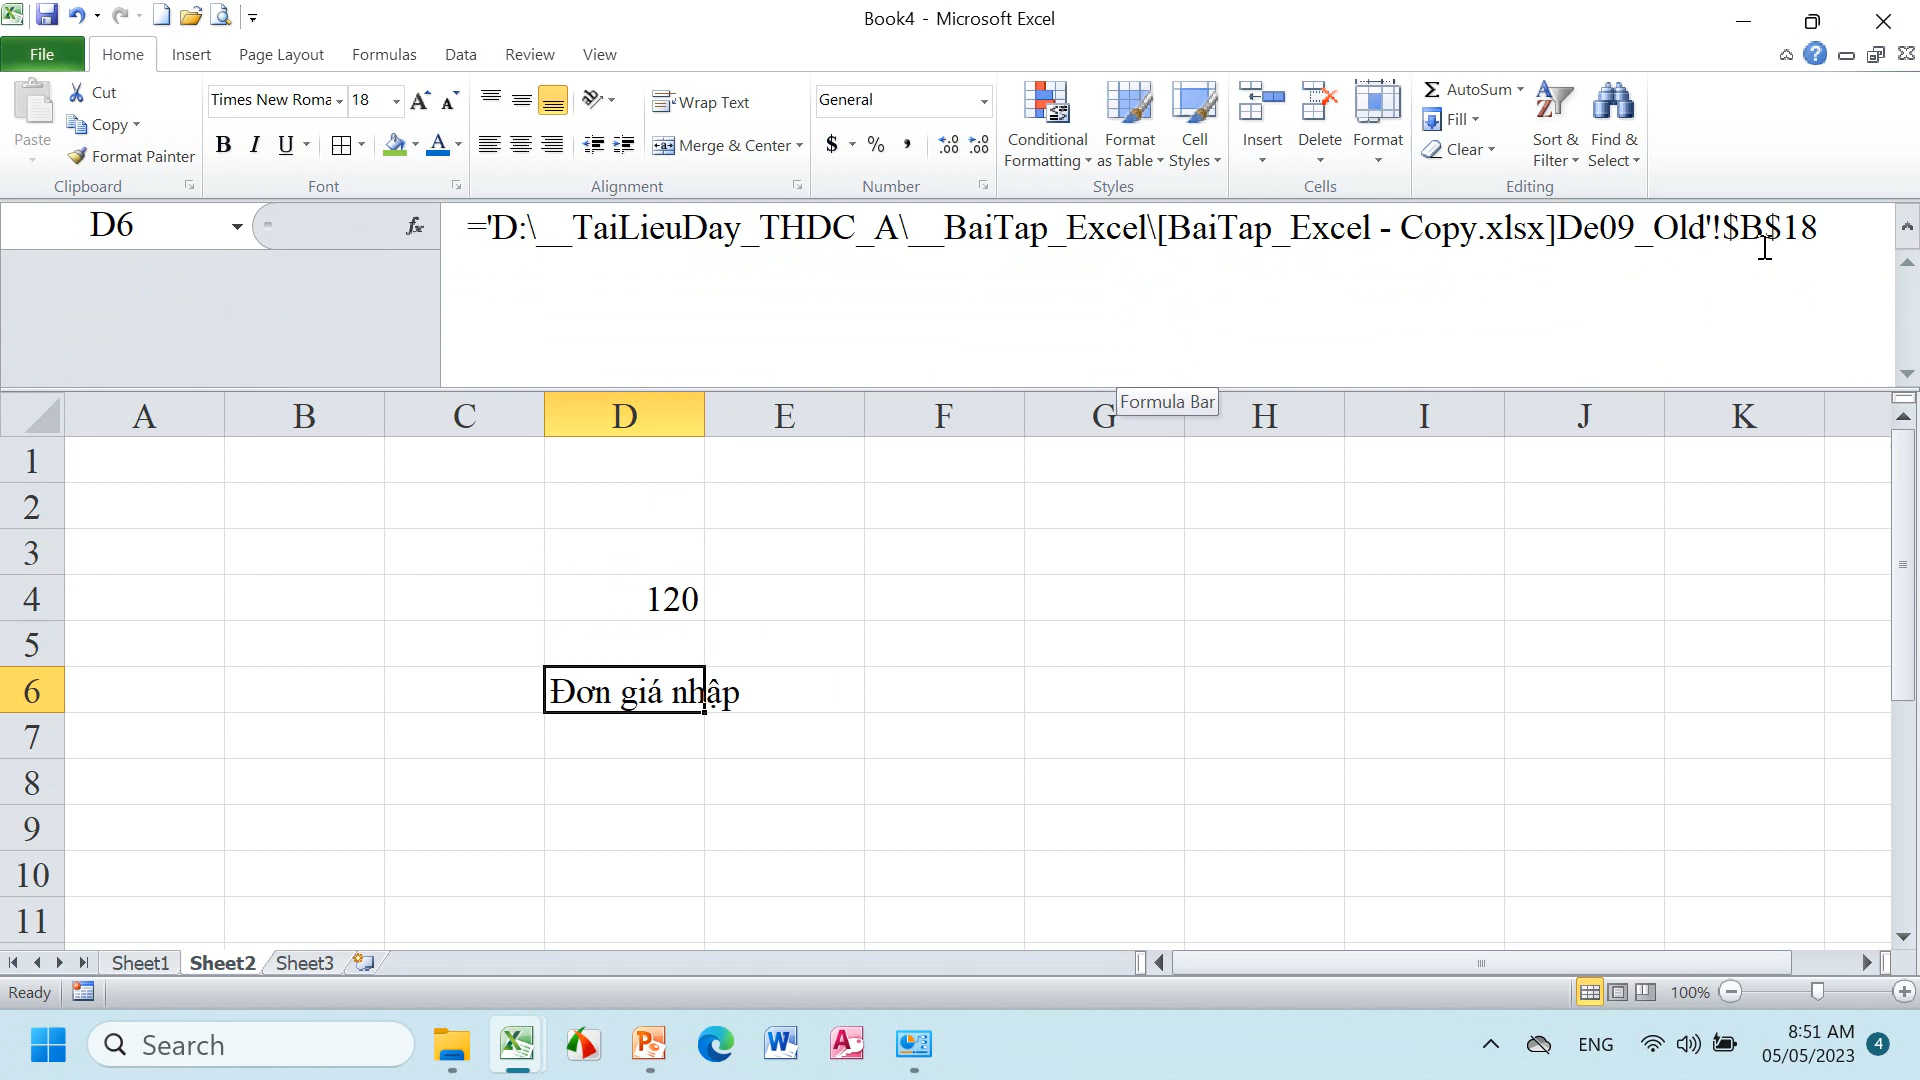 Book4 - Microsoft Excel
File Home Insert Page Layout Formulas Data Review View
Paste
Cut
Copy
Format Painter
Clipboard
Times New Roma 18
B I U
Font
Wrap Text
Merge & Center
Alignment
General
$ % ,
Number
Conditional Formatting
Format as Table
Cell Styles
Styles
Insert Delete Format
Cells
AutoSum
Fill
Clear
Sort & Filter
Find & Select
Editing
D6 fx ='D:\__TaiLieuDay_THDC_A\__BaiTap_Excel\[BaiTap_Excel - Copy.xlsx]De09_Old'!$B$18
Formula Bar
A B C D E F G H I J K
1
2
3
4 120
5
6 Đơn giá nhập
7
8
9
10
11
Sheet1 Sheet2 Sheet3
Ready 100%
Search ENG 8:51 AM 4
05/05/2023